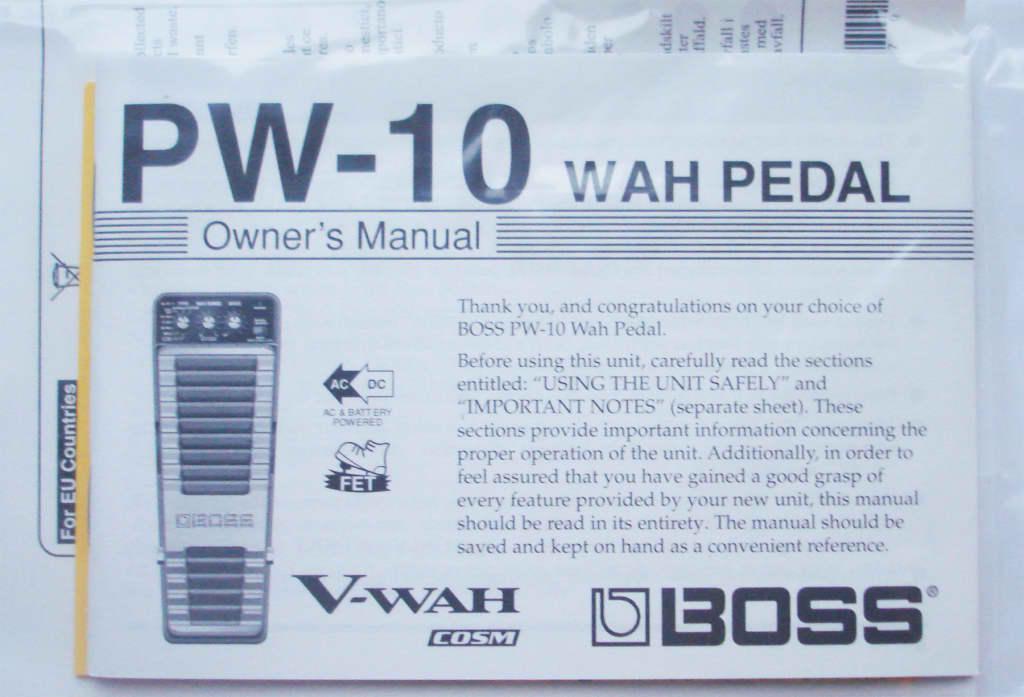 PW-10 WAH PEDAL
Owner's Manual
Thank you, and congratulations on your choice of
BOSS PW-10 Wah Pedal.
Before using this unit, carefully read the sections
entitled: “USING THE UNIT SAFELY” and
“IMPORTANT NOTES” (separate sheet). These
sections provide important information concerning the
proper operation of the unit. Additionally, in order to
feel assured that you have gained a good grasp of
every feature provided by your new unit, this manual
should be read in its entirety. The manual should be
saved and kept on hand as a convenient reference.
AC DC
AC & BATTERY
POWERED
FET
BOSS
V-WAH
COSM
BOSS®
For EU Countries